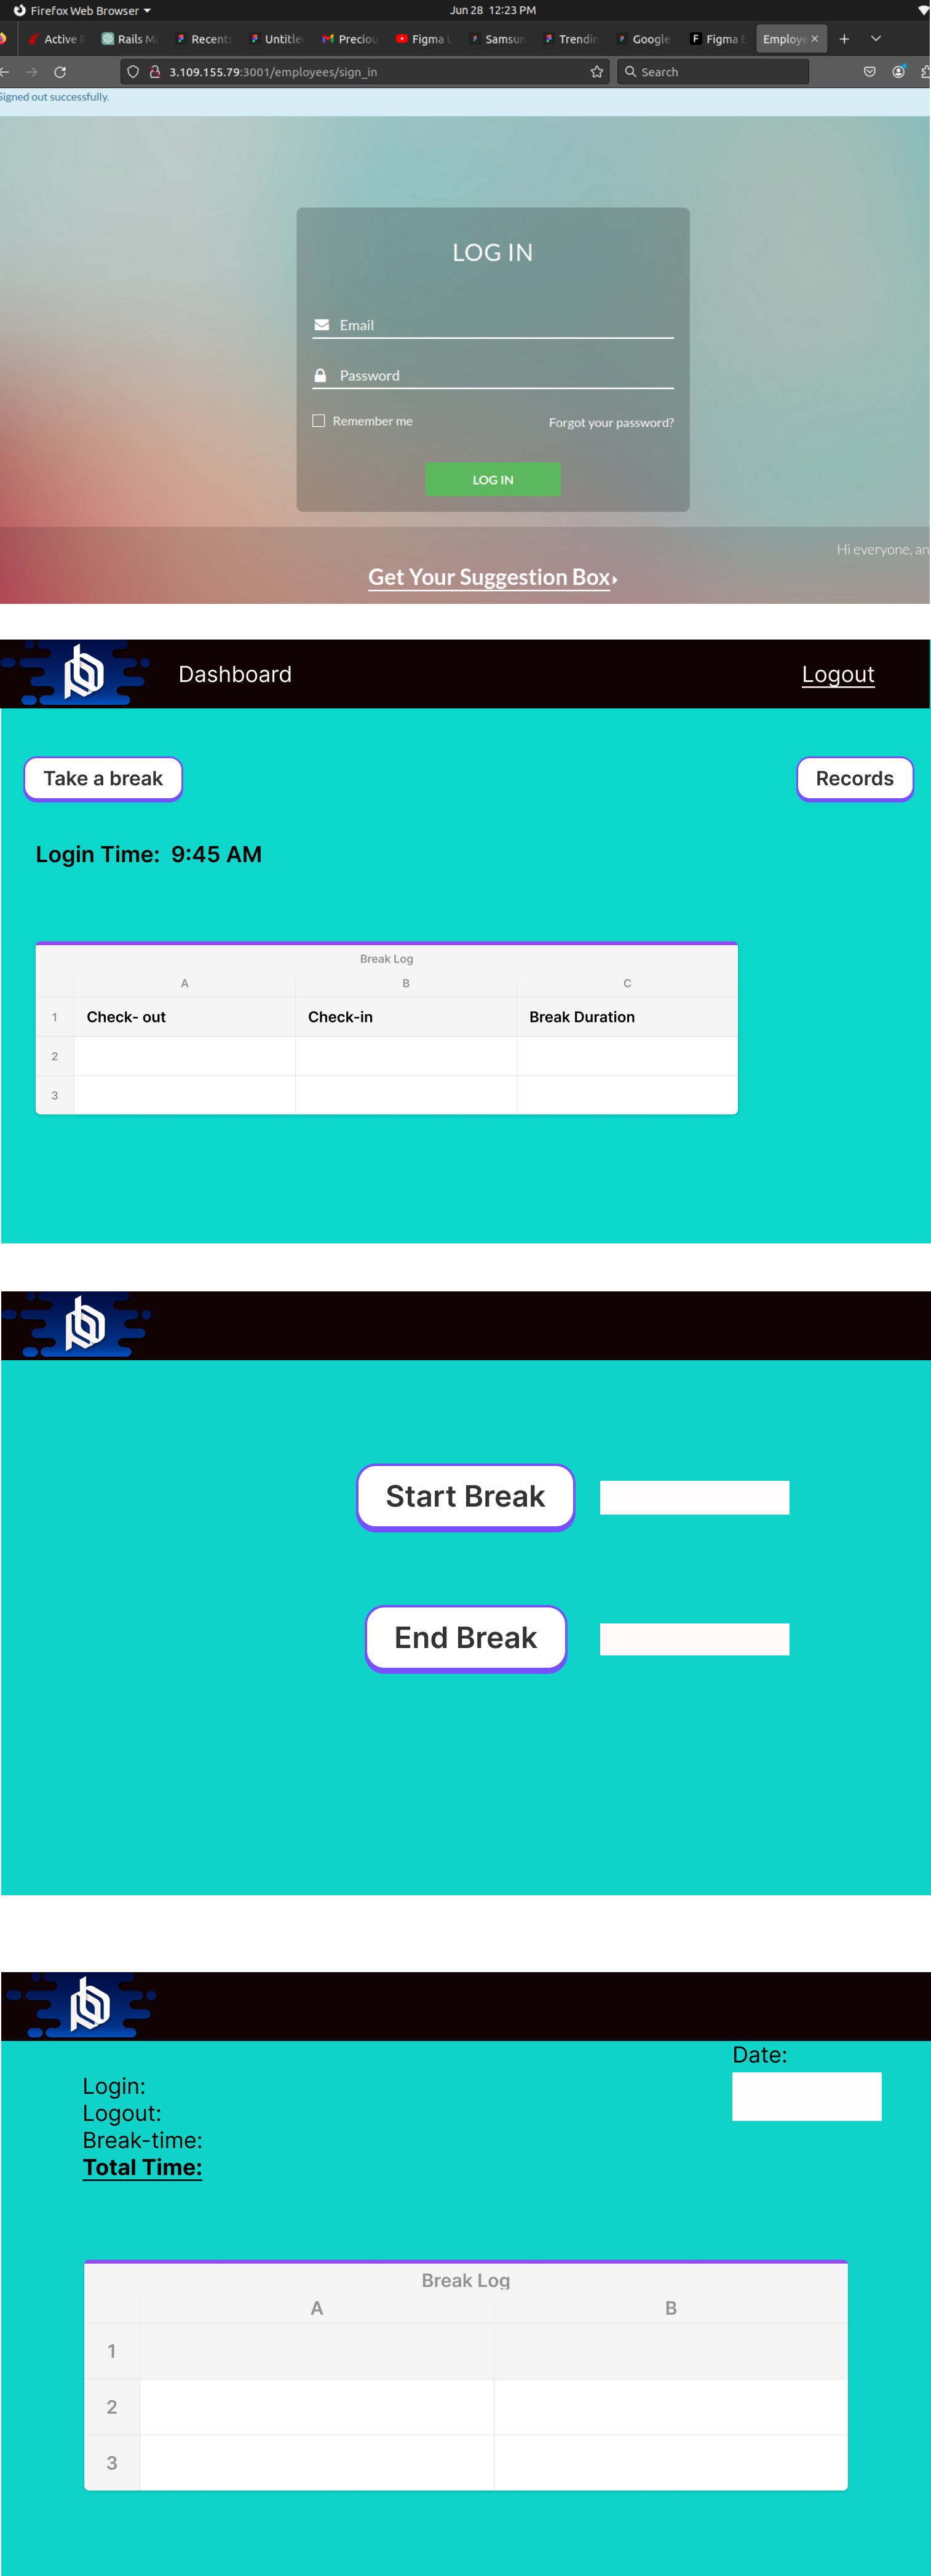 Firefox Web Browser
Jun 28 12:23 PM
Active R
Rails M
Recent
Untitle
Preciou
Figma
Samsun
Trendin
Google
Figma
Employe
3.109.155.79:3001/employees/sign_in
Search
Signed out successfully.
LOG IN
Email
Password
Remember me
Forgot your password?
LOG IN
Hi everyone, an
Get Your Suggestion Box
Dashboard
Logout
Take a break
Records
Login Time: 9:45 AM
Break Log
A B C
1 Check- out Check-in Break Duration
2
3
Start Break
End Break
Date:
Login:
Logout:
Break-time:
Total Time:
Break Log
A B
1
2
3